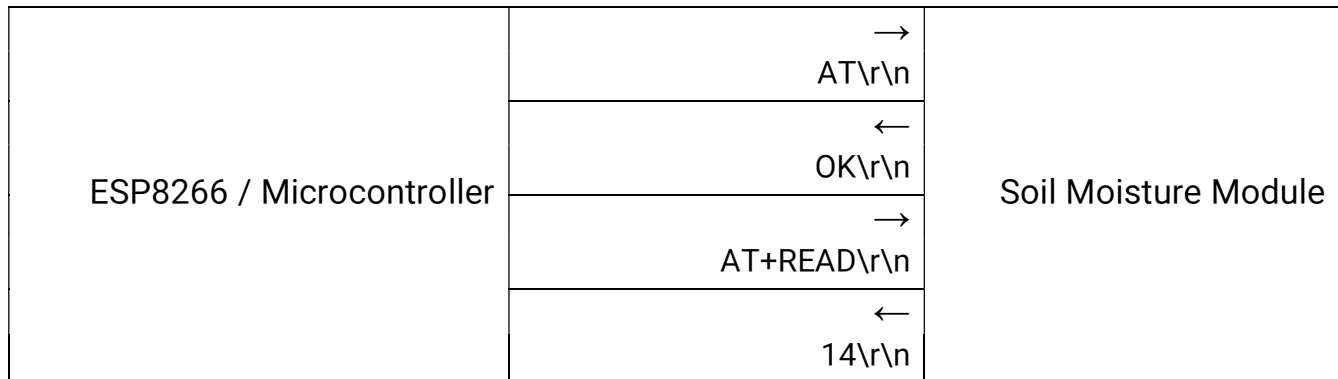 ESP8266 / Microcontroller
→
AT\r\n
←
OK\r\n
→
AT+READ\r\n
←
14\r\n
Soil Moisture Module